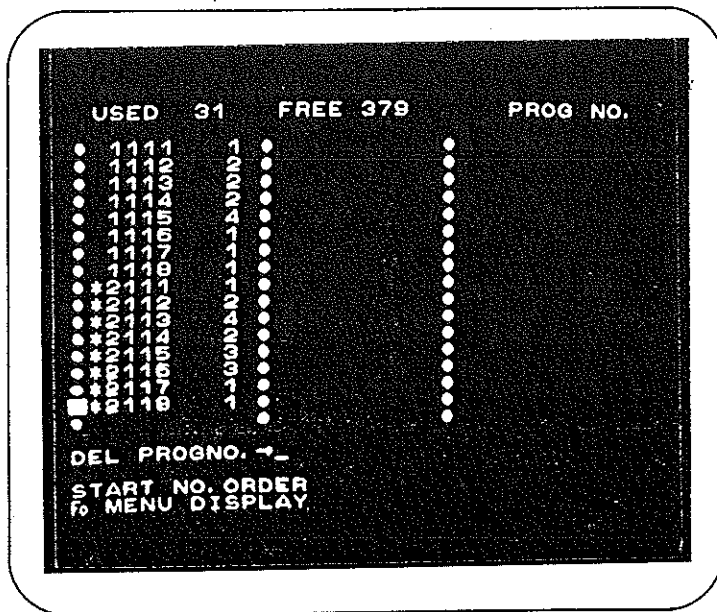 USED 31 FREE 379 PROG NO.
● 1111 1 ● ●
● 1112 2 ● ●
● 1113 2 ● ●
● 1114 2 ● ●
● 1115 4 ● ●
● 1116 1 ● ●
● 1117 1 ● ●
● 1118 1 ● ●
● *2111 1 ● ●
● *2112 2 ● ●
● *2113 4 ● ●
● *2114 2 ● ●
● *2115 3 ● ●
● *2116 3 ● ●
● *2117 1 ● ●
■ *2118 1 ● ●
● ● ●
DEL PROGNO. →_
START NO. ORDER
F0 MENU DISPLAY